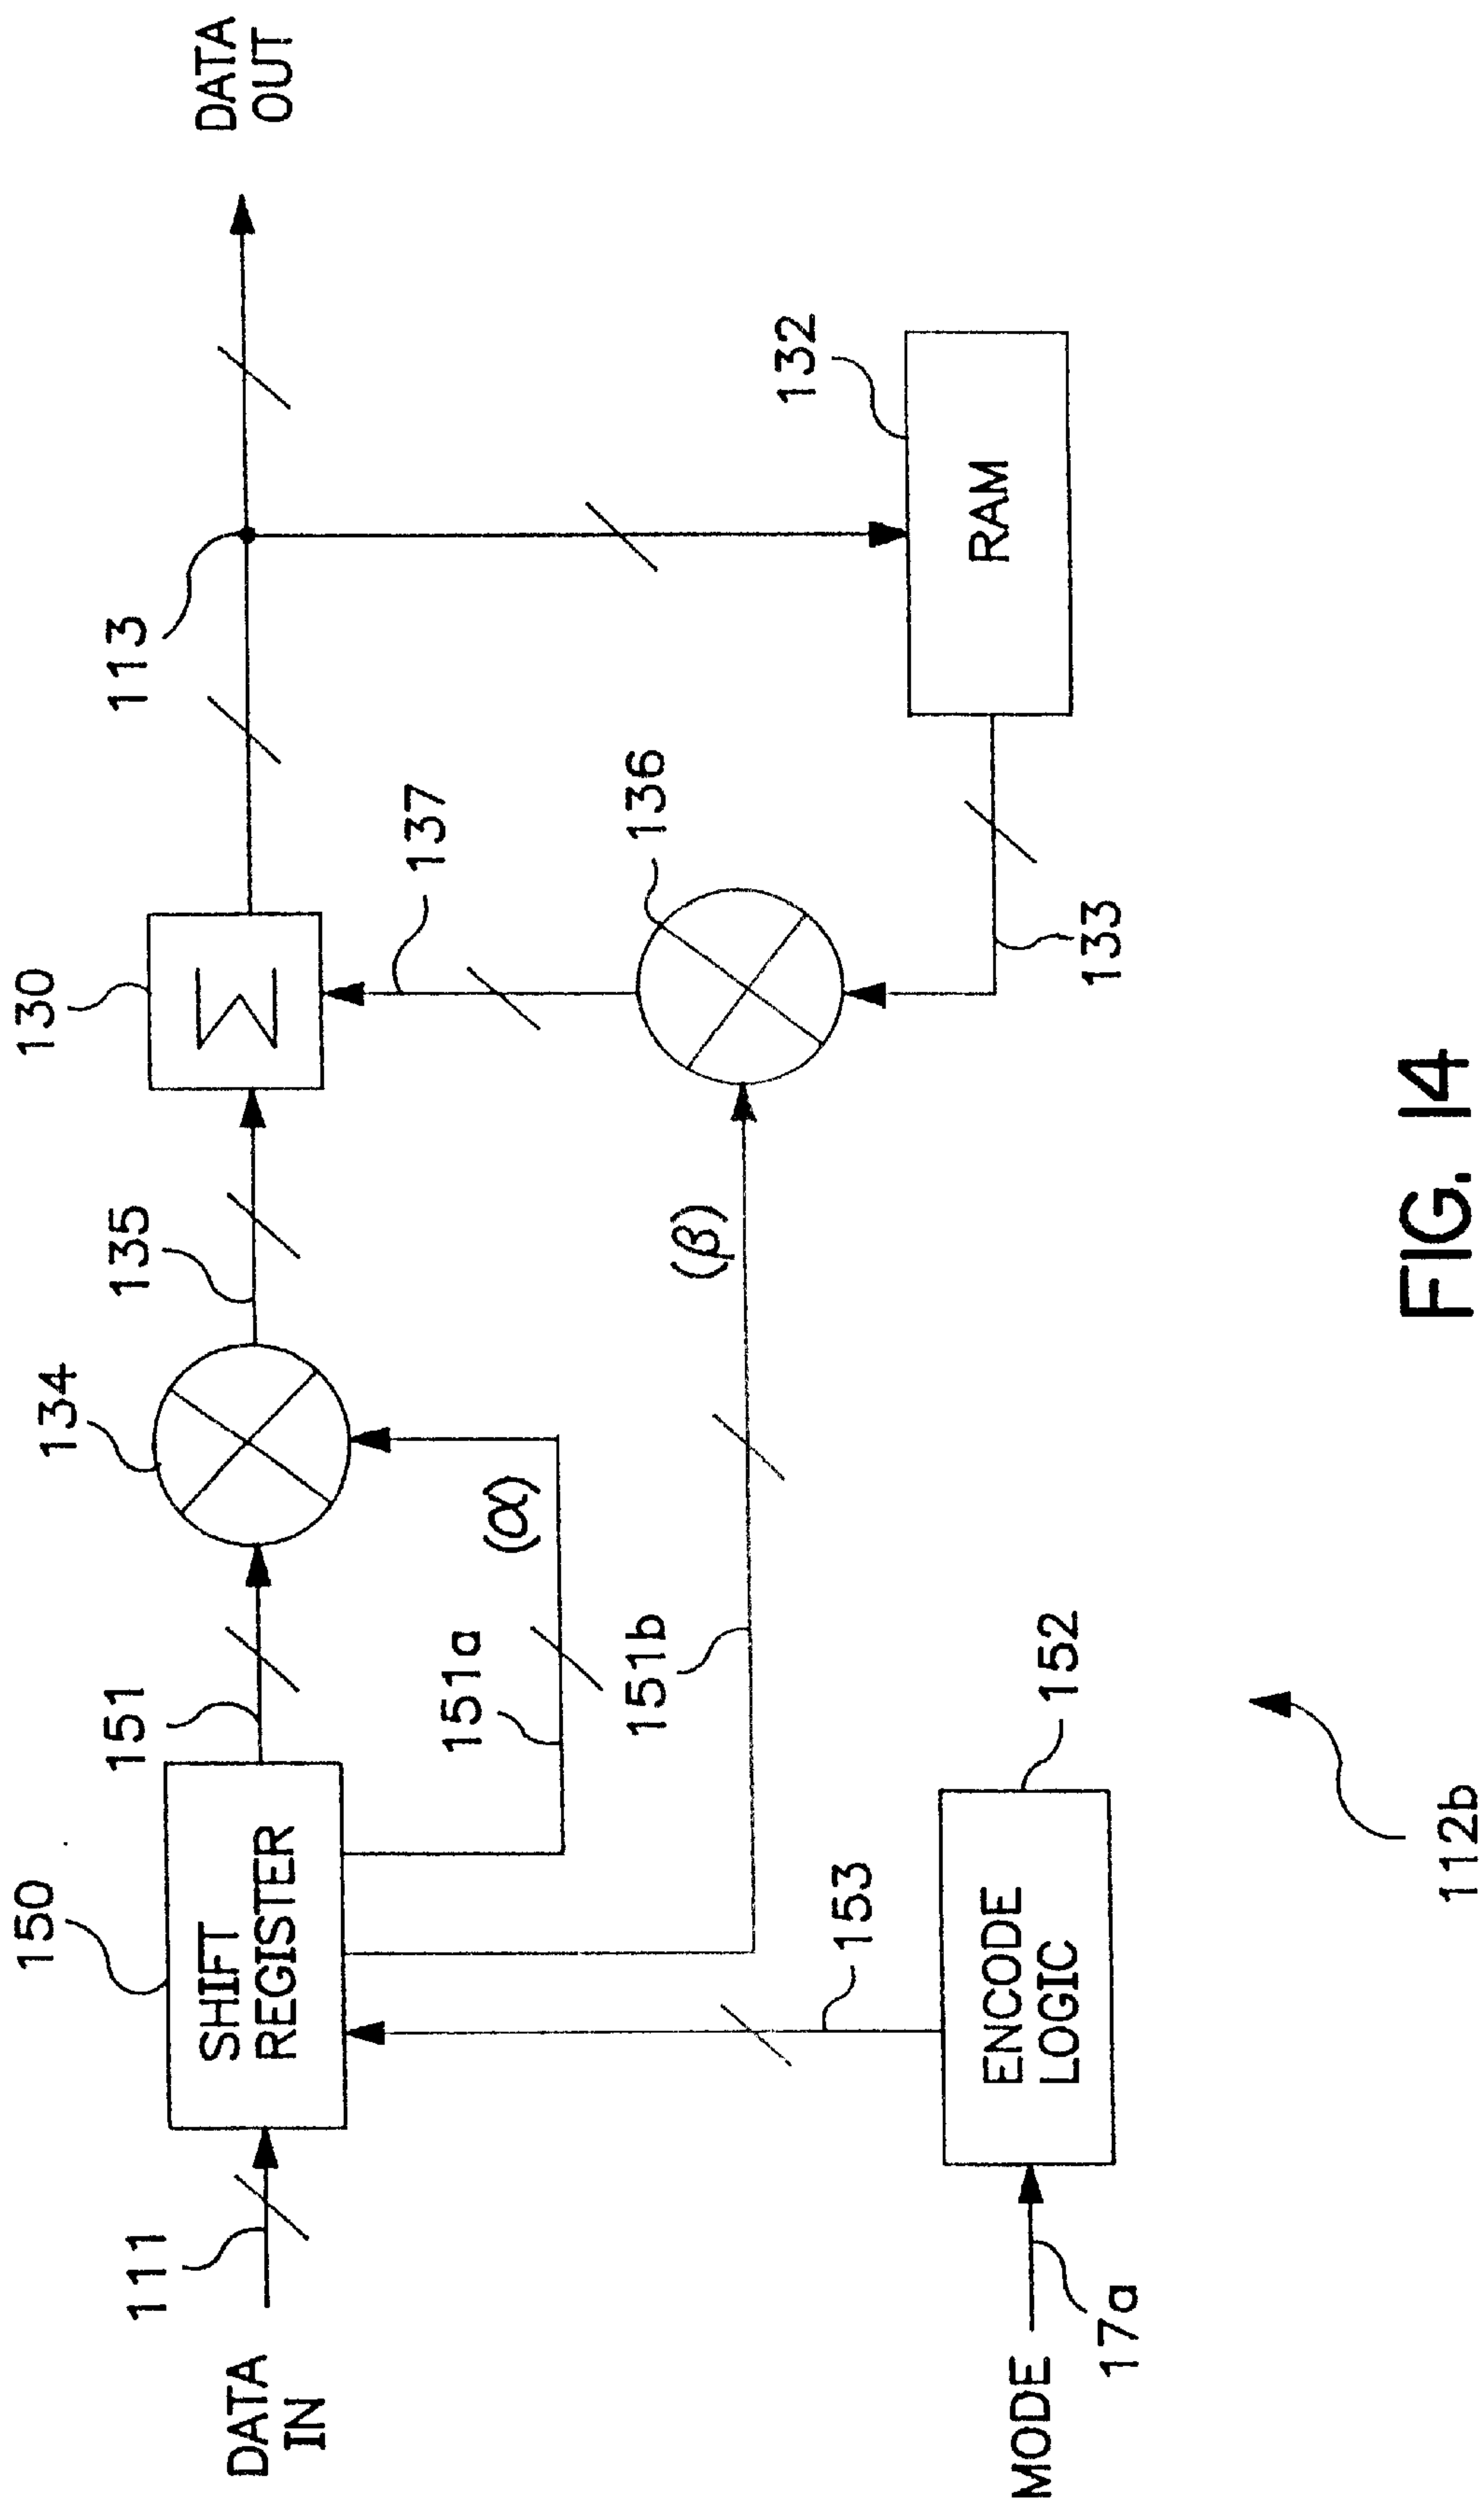 130
113
DATA
OUT
134
135
137
150
151
Σ
132
136
SHIFT
REGISTER
151a
(α)
(β)
RAM
111
151b
133
DATA
IN
153
152
ENCODE
LOGIC
MODE
17a
112b
FIG. 14